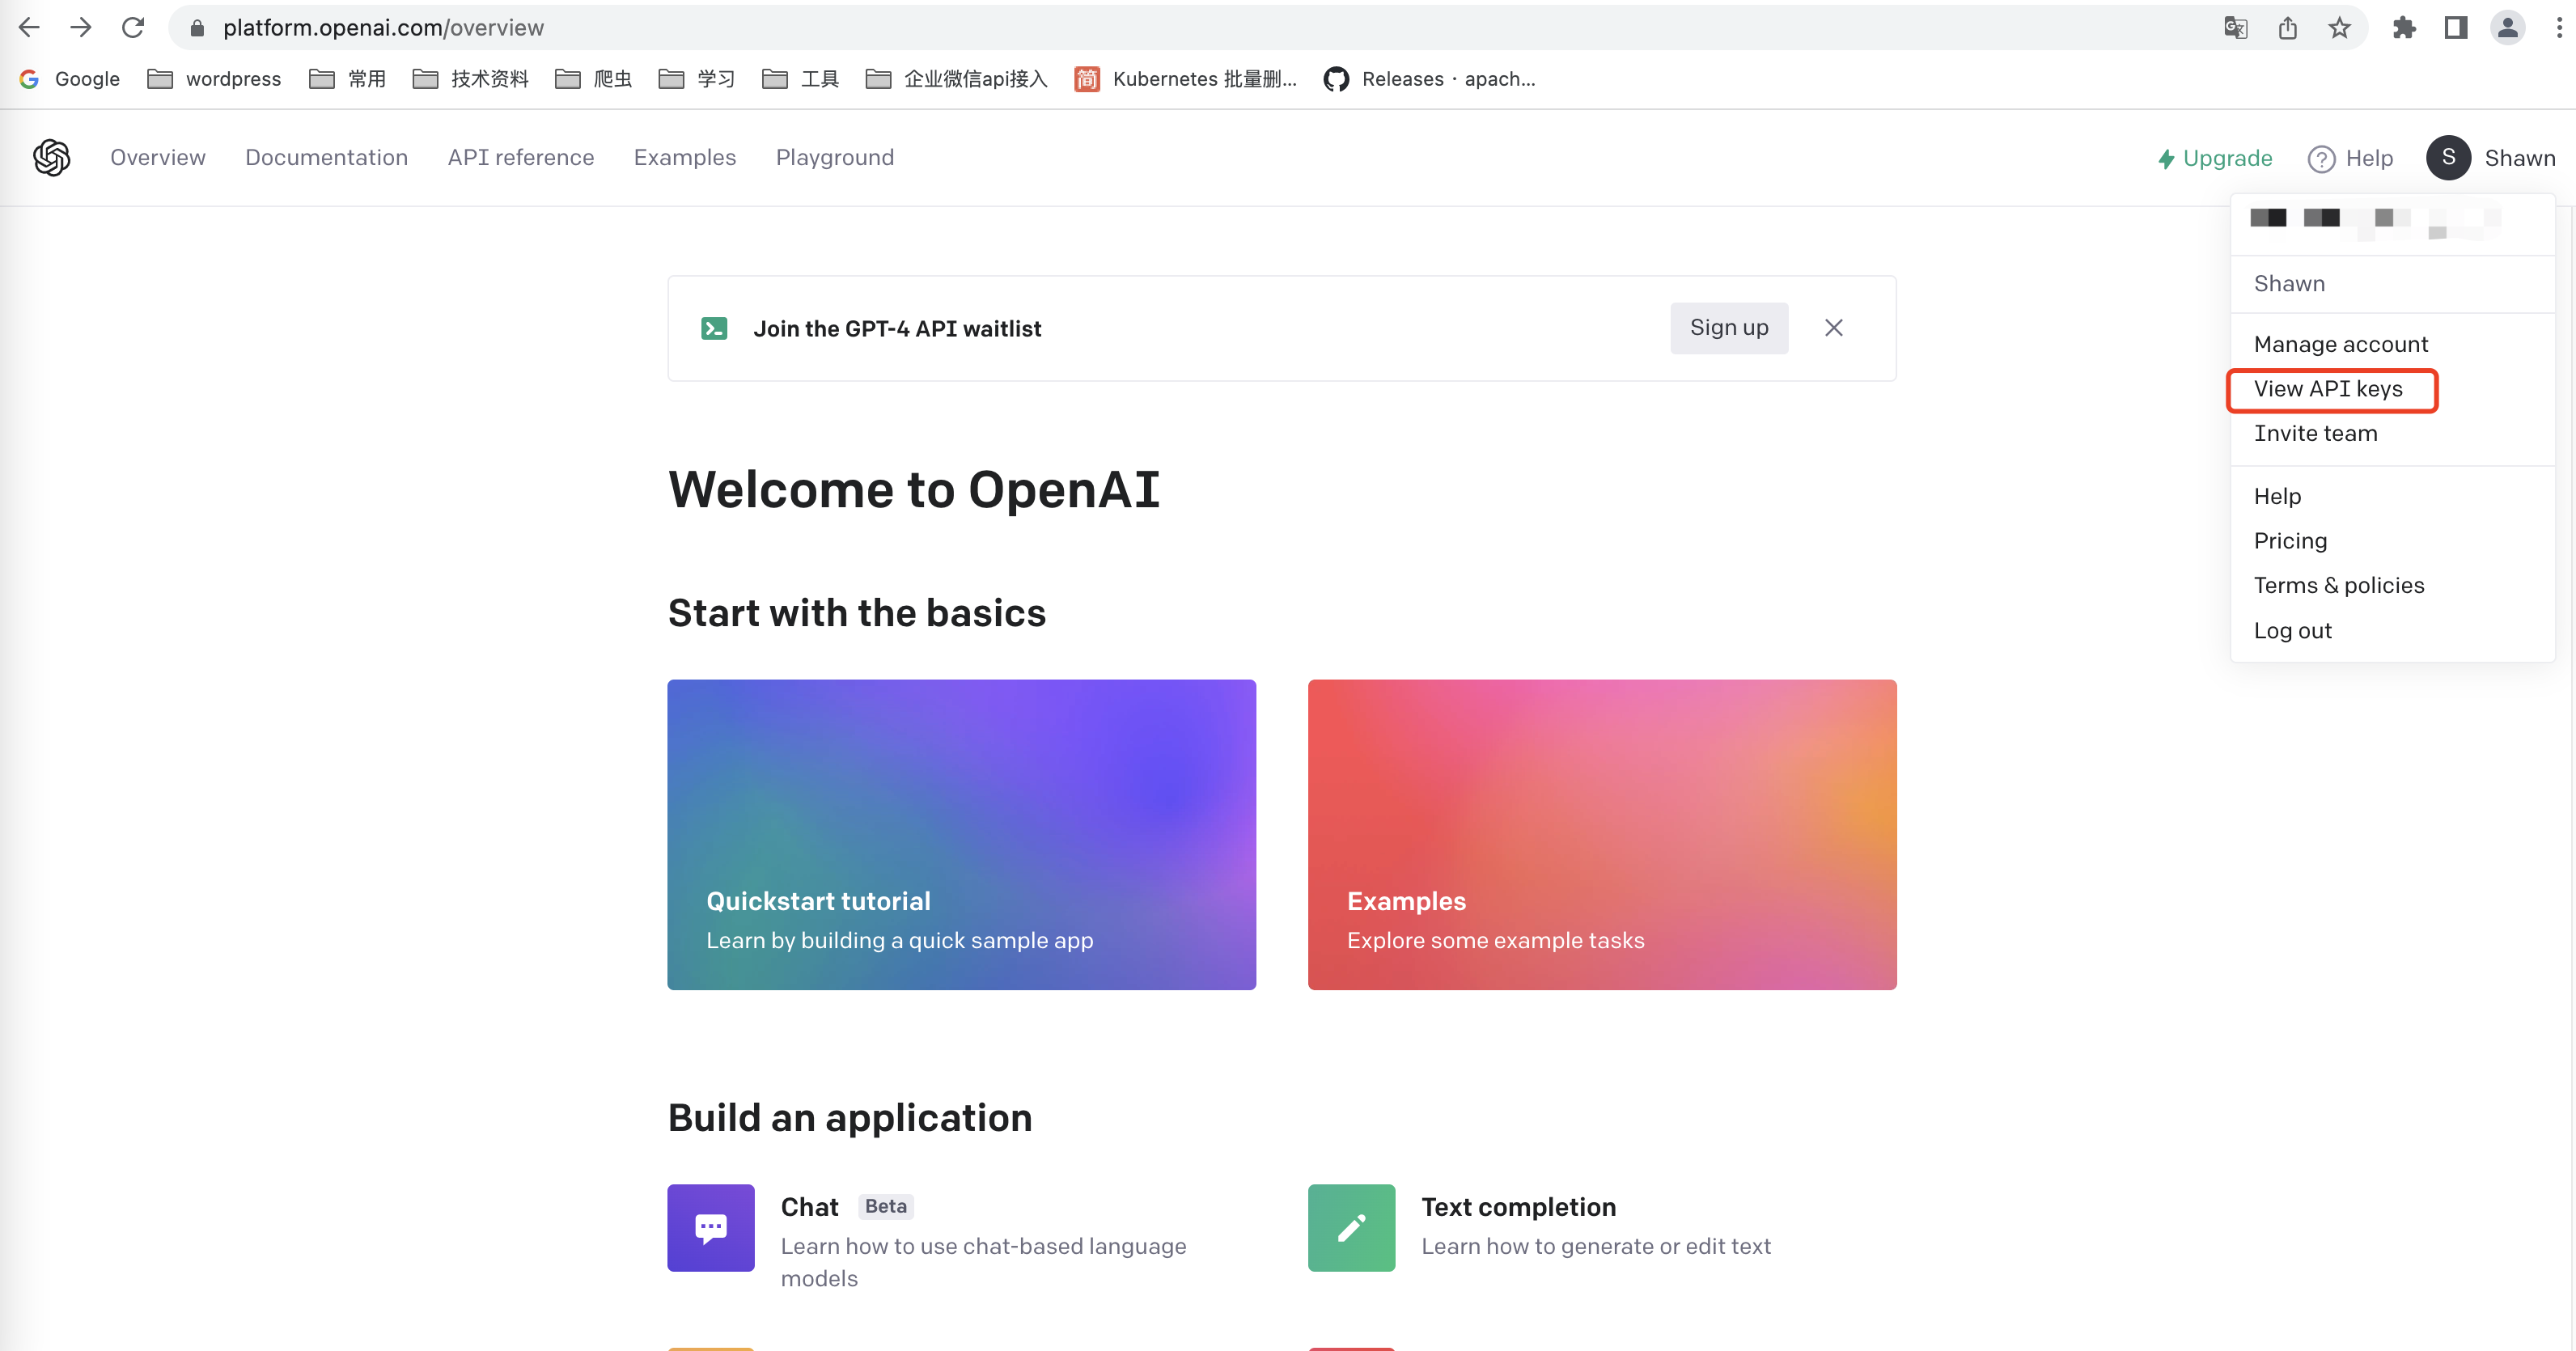 platform.openai.com/overview
Google wordpress 常用 技术资料 爬虫 学习 工具 企业微信api接入 简 Kubernetes 批量删... Releases · apach...
Overview Documentation API reference Examples Playground Upgrade Help S Shawn
Shawn
Manage account
View API keys
Invite team
Help
Pricing
Terms & policies
Log out
Join the GPT-4 API waitlist Sign up
Welcome to OpenAI
Start with the basics
Quickstart tutorial
Learn by building a quick sample app
Examples
Explore some example tasks
Build an application
Chat Beta
Learn how to use chat-based language
models
Text completion
Learn how to generate or edit text